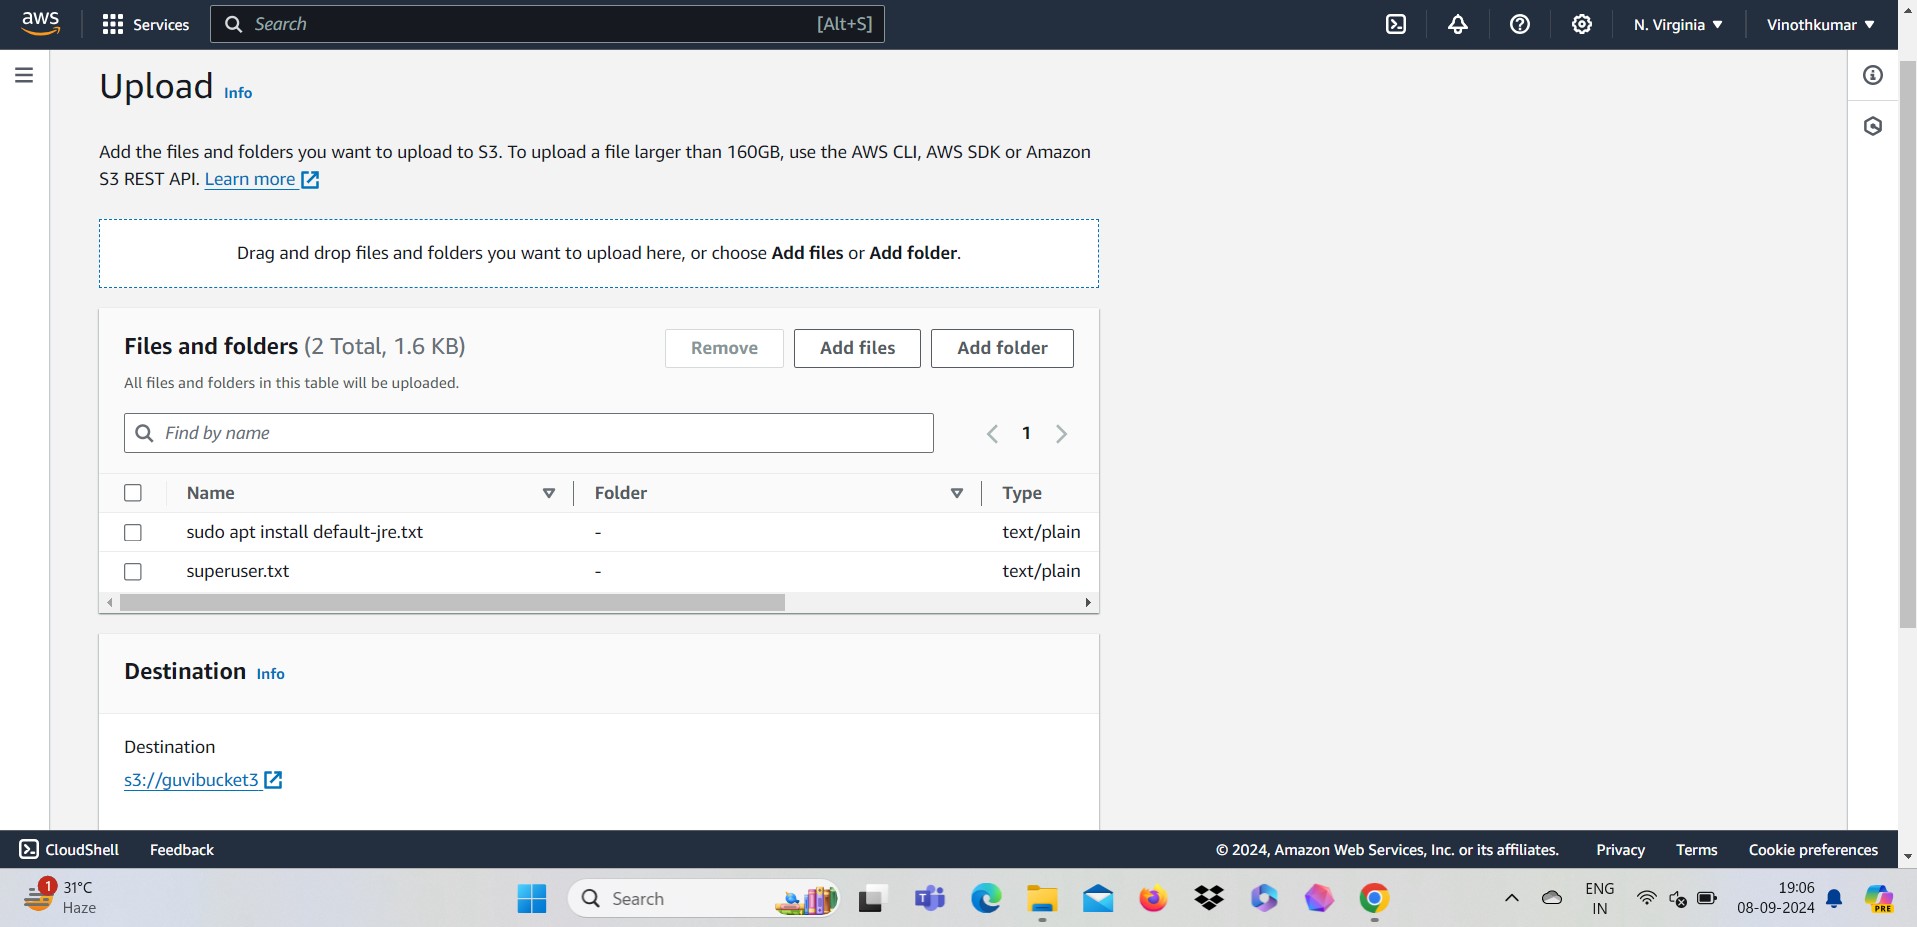 aws
Services
Search
[Alt+S]
N. Virginia
Vinothkumar
Upload Info
Add the files and folders you want to upload to S3. To upload a file larger than 160GB, use the AWS CLI, AWS SDK or Amazon
S3 REST API. Learn more
Drag and drop files and folders you want to upload here, or choose Add files or Add folder.
Files and folders (2 Total, 1.6 KB)
Remove
Add files
Add folder
All files and folders in this table will be uploaded.
Find by name
1
Name
Folder
Type
sudo apt install default-jre.txt
-
text/plain
superuser.txt
-
text/plain
Destination Info
Destination
s3://guvibucket3
CloudShell
Feedback
© 2024, Amazon Web Services, Inc. or its affiliates.
Privacy
Terms
Cookie preferences
1
31°C
Haze
Search
ENG
IN
19:06
08-09-2024
PRE